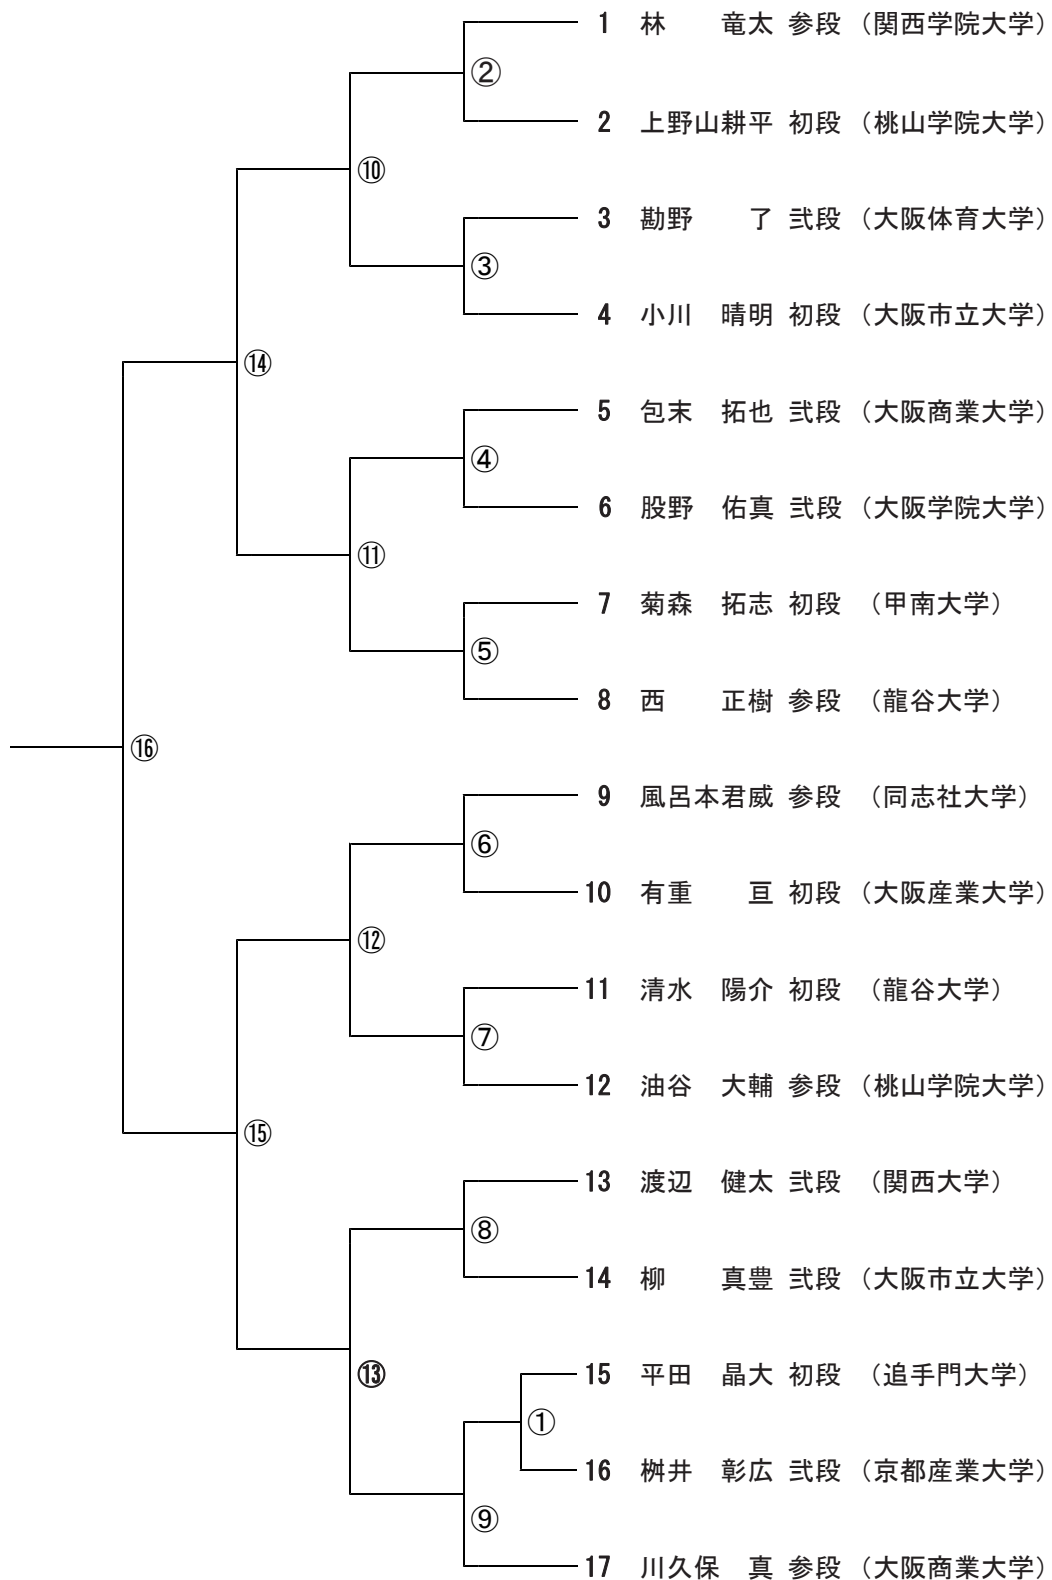 1 林 竜太 参段 （関西学院大学）
②
2 上野山耕平 初段 （桃山学院大学）
⑩
3 勘野 了 弐段 （大阪体育大学）
③
4 小川 晴明 初段 （大阪市立大学）
⑭
5 包末 拓也 弐段 （大阪商業大学）
④
6 股野 佑真 弐段 （大阪学院大学）
⑪
7 菊森 拓志 初段 （甲南大学）
⑤
8 西 正樹 参段 （龍谷大学）
⑯
9 風呂本君威 参段 （同志社大学）
⑥
10 有重 亘 初段 （大阪産業大学）
⑫
11 清水 陽介 初段 （龍谷大学）
⑦
12 油谷 大輔 参段 （桃山学院大学）
⑮
13 渡辺 健太 弐段 （関西大学）
⑧
14 柳 真豊 弐段 （大阪市立大学）
⑬
15 平田 晶大 初段 （追手門大学）
①
16 桝井 彰広 弐段 （京都産業大学）
⑨
17 川久保 真 参段 （大阪商業大学）